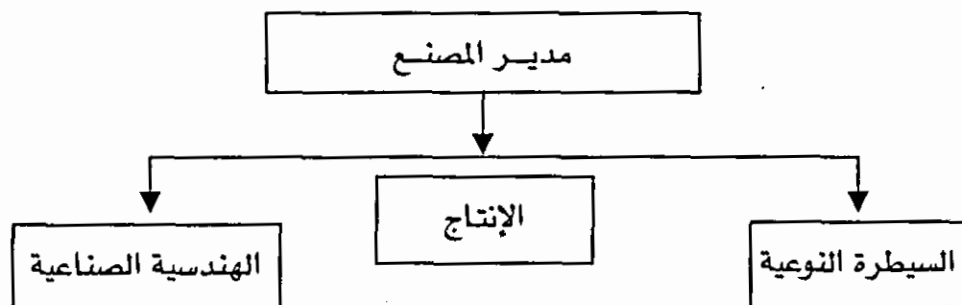 مديـر المصنـع
الإنتاج
السيطرة النوعية
الهندسية الصناعية